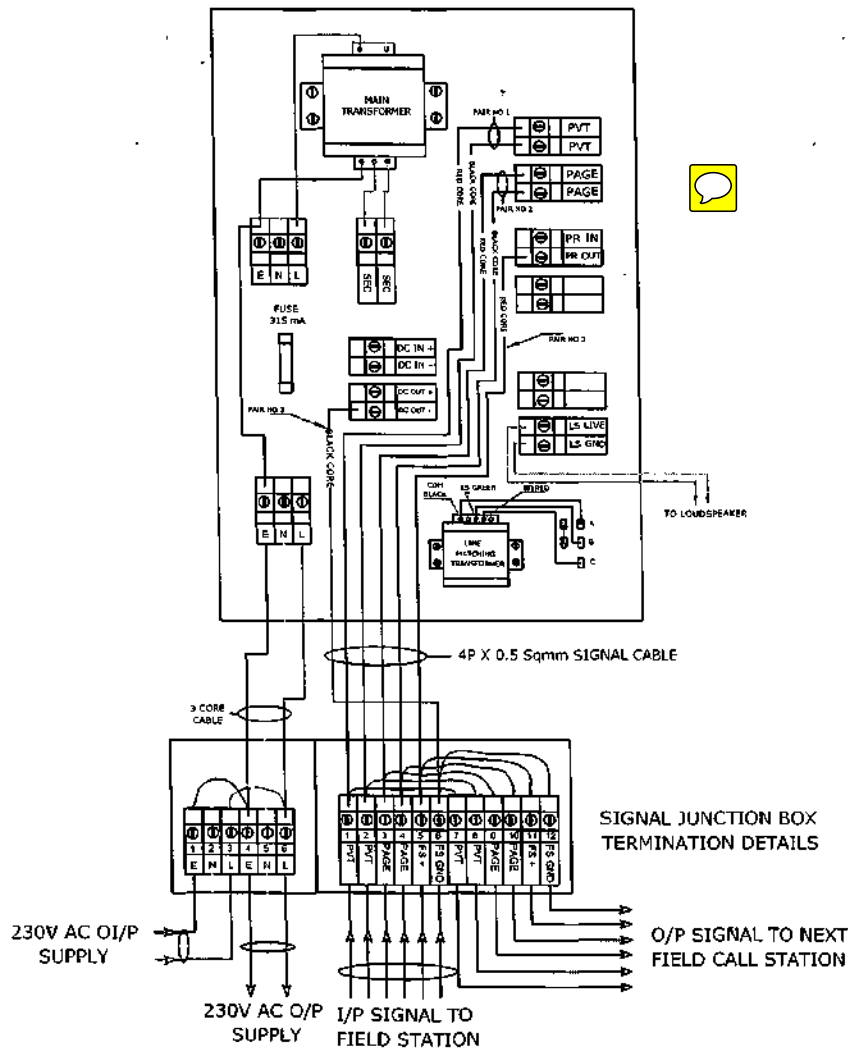 U
MAIN
TRANSFORMER
PAIR NO 1
PVT
PVT
PAGE
PAGE
PAIR NO 2
RED CORE
BLACK CORE
RED CORE
BLACK CORE
RED CORE
PR IN
PR OUT
E N L
SEC SEC
FUSE
315 mA
PAIR NO 3
DC IN +
DC IN -
DC OUT +
DC OUT -
PAIR NO 3
BLACK CORE
LS LIVE
LS GND
TO LOUDSPEAKER
COM
BLACK
LS GREEN
LINE
MATCHING
TRANSFORMER
A
B
C
E N L
4P X 0.5 Sqmm SIGNAL CABLE
3 CORE
CABLE
1 2 3 4 5 6
E N L E N L
1 2 3 4 5 6 7 8 9 10 11 12
PVT PVT PAGE PAGE FS+ FS GND PVT PVT PAGE PAGE FS+ FS GND
SIGNAL JUNCTION BOX
TERMINATION DETAILS
230V AC OI/P
SUPPLY
230V AC O/P
SUPPLY
I/P SIGNAL TO
FIELD STATION
O/P SIGNAL TO NEXT
FIELD CALL STATION